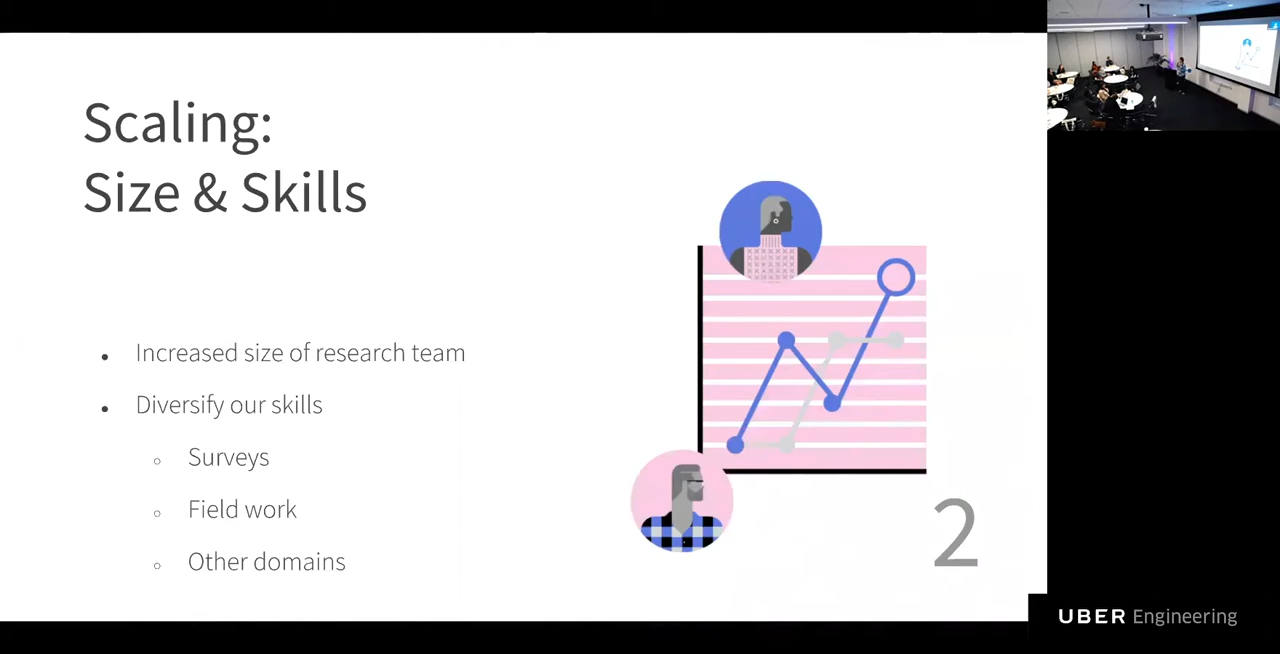 Scaling:
Size & Skills
• Increased size of research team
• Diversify our skills
○ Surveys
○ Field work
○ Other domains
2
UBER Engineering